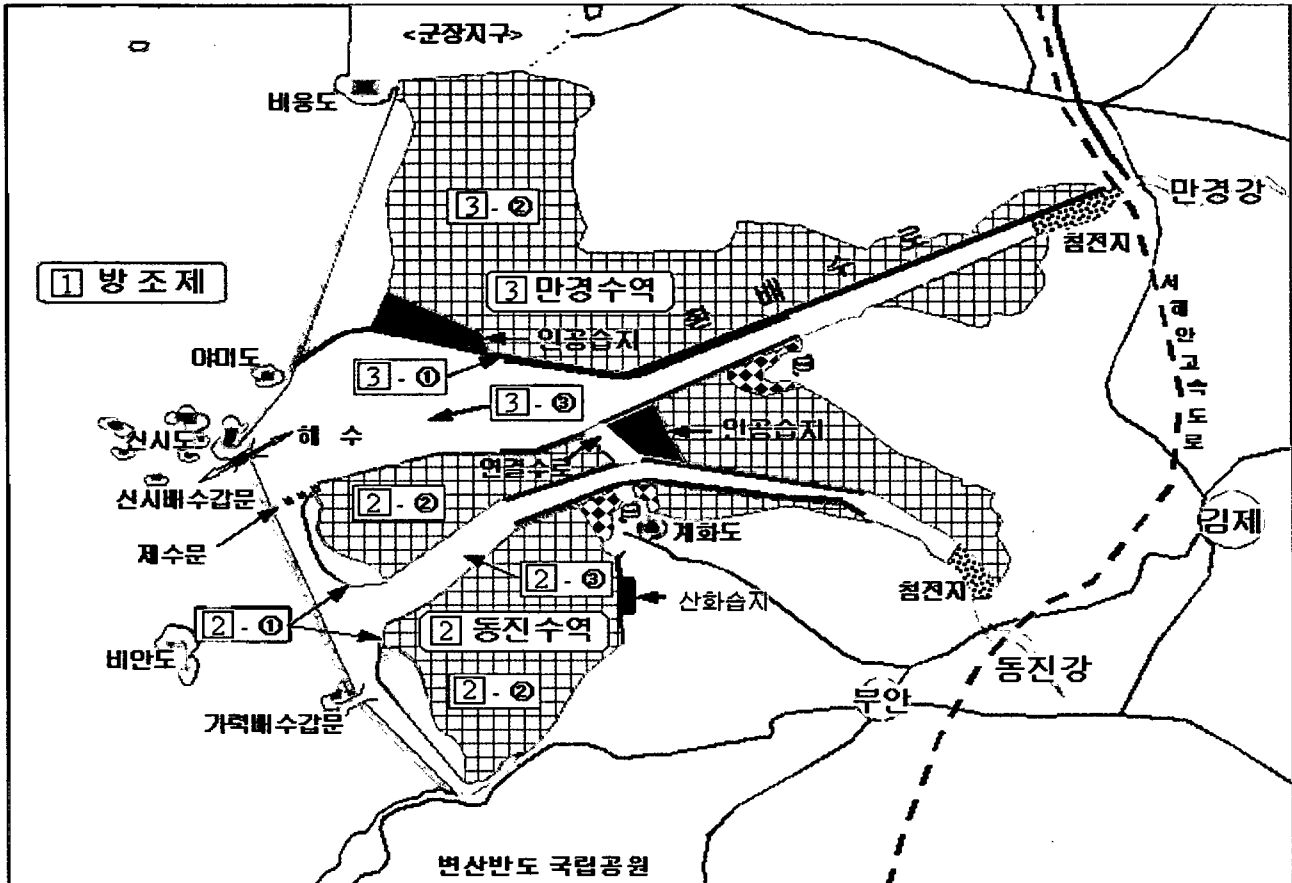 <군장지구>
비응도
만경강
3 - ②
침전지
1 방 조 제
3 만경수역
배 수 로
서 해 안 고 속 도 로
인공습지
야미도
3 - ①
3 - ③
신시도
해 수
인공습지
연결수로
신시배수갑문
2 - ②
김제
제수문
계화도
2 - ③
침전지
산화습지
2 - ①
2 동진수역
비안도
동진강
2 - ②
부안
가력배수갑문
변산반도 국립공원